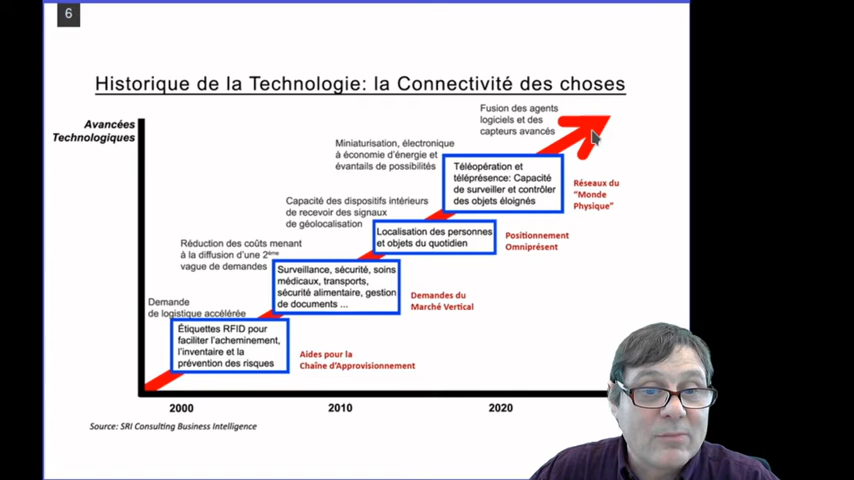 6
Historique de la Technologie: la Connectivité des choses
Avancées
Technologiques
Fusion des agents
logiciels et des
capteurs avancés
Miniaturisation, électronique
à économie d'énergie et
évantails de possibilités
Téléopération et
téléprésence: Capacité
de surveiller et contrôler
des objets éloignés
Réseaux du
"Monde
Physique"
Capacité des dispositifs intérieurs
de recevoir des signaux
de géolocalisation
Localisation des personnes
et objets du quotidien
Positionnement
Omniprésent
Réduction des coûts menant
à la diffusion d'une 2ème
vague de demandes
Surveillance, sécurité, soins
médicaux, transports,
sécurité alimentaire, gestion
de documents ...
Demandes du
Marché Vertical
Demande
de logistique accélérée
Étiquettes RFID pour
faciliter l'acheminement,
l'inventaire et la
prévention des risques
Aides pour la
Chaîne d'Approvisionnement
2000
2010
2020
Source: SRI Consulting Business Intelligence